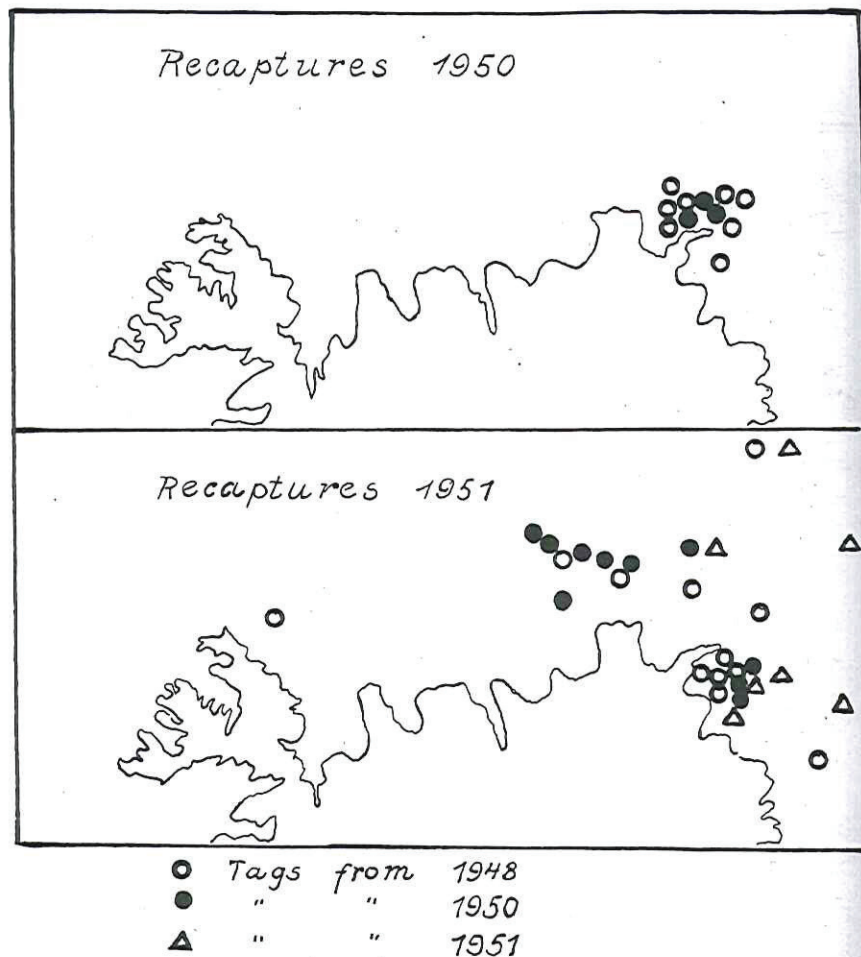 Recaptures 1950
Recaptures 1951
Tags from 1948
" " 1950
" " 1951